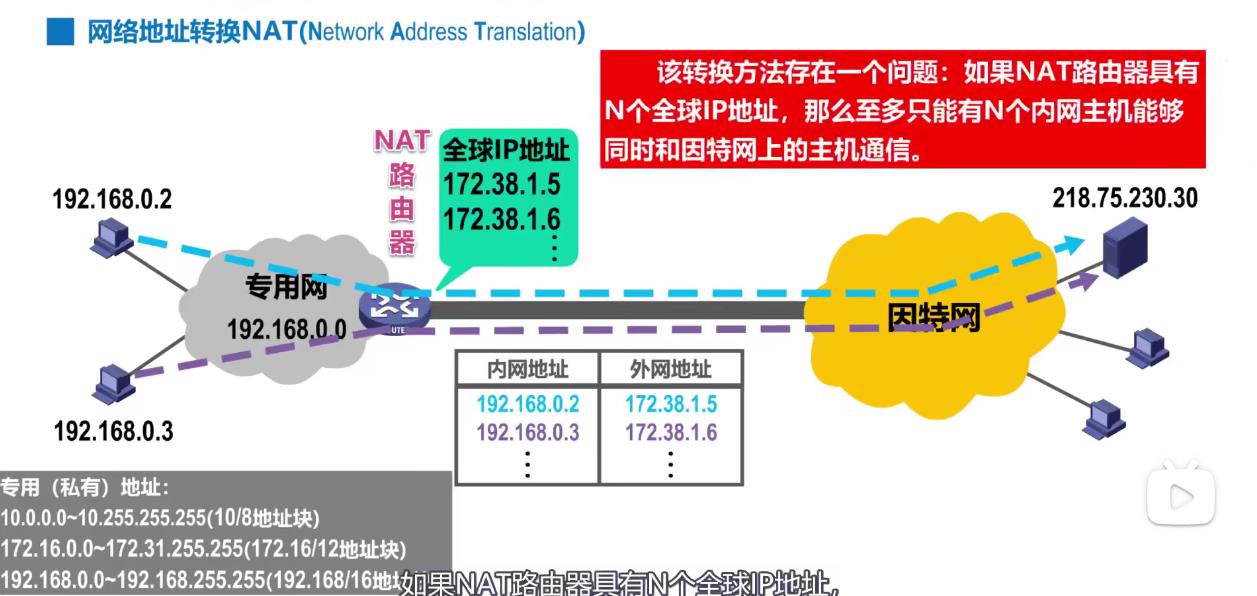 网络地址转换NAT(Network Address Translation)
该转换方法存在一个问题：如果NAT路由器具有
N个全球IP地址，那么至多只能有N个内网主机能够
同时和因特网上的主机通信。
NAT
路
由
器
全球IP地址
172.38.1.5
172.38.1.6
⋮
192.168.0.2
218.75.230.30
专用网
192.168.0.0
UTE
因特网
192.168.0.3
内网地址 外网地址
192.168.0.2 172.38.1.5
192.168.0.3 172.38.1.6
⋮ ⋮
专用（私有）地址：
10.0.0.0~10.255.255.255(10/8地址块)
172.16.0.0~172.31.255.255(172.16/12地址块)
192.168.0.0~192.168.255.255(192.168/16地址
如果NAT路由器具有N个全球IP地址，